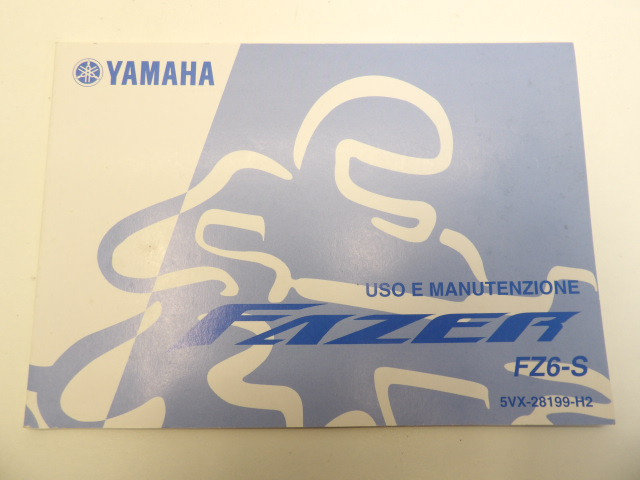 YAMAHA
USO E MANUTENZIONE
FAZER
FZ6-S
5VX-28199-H2